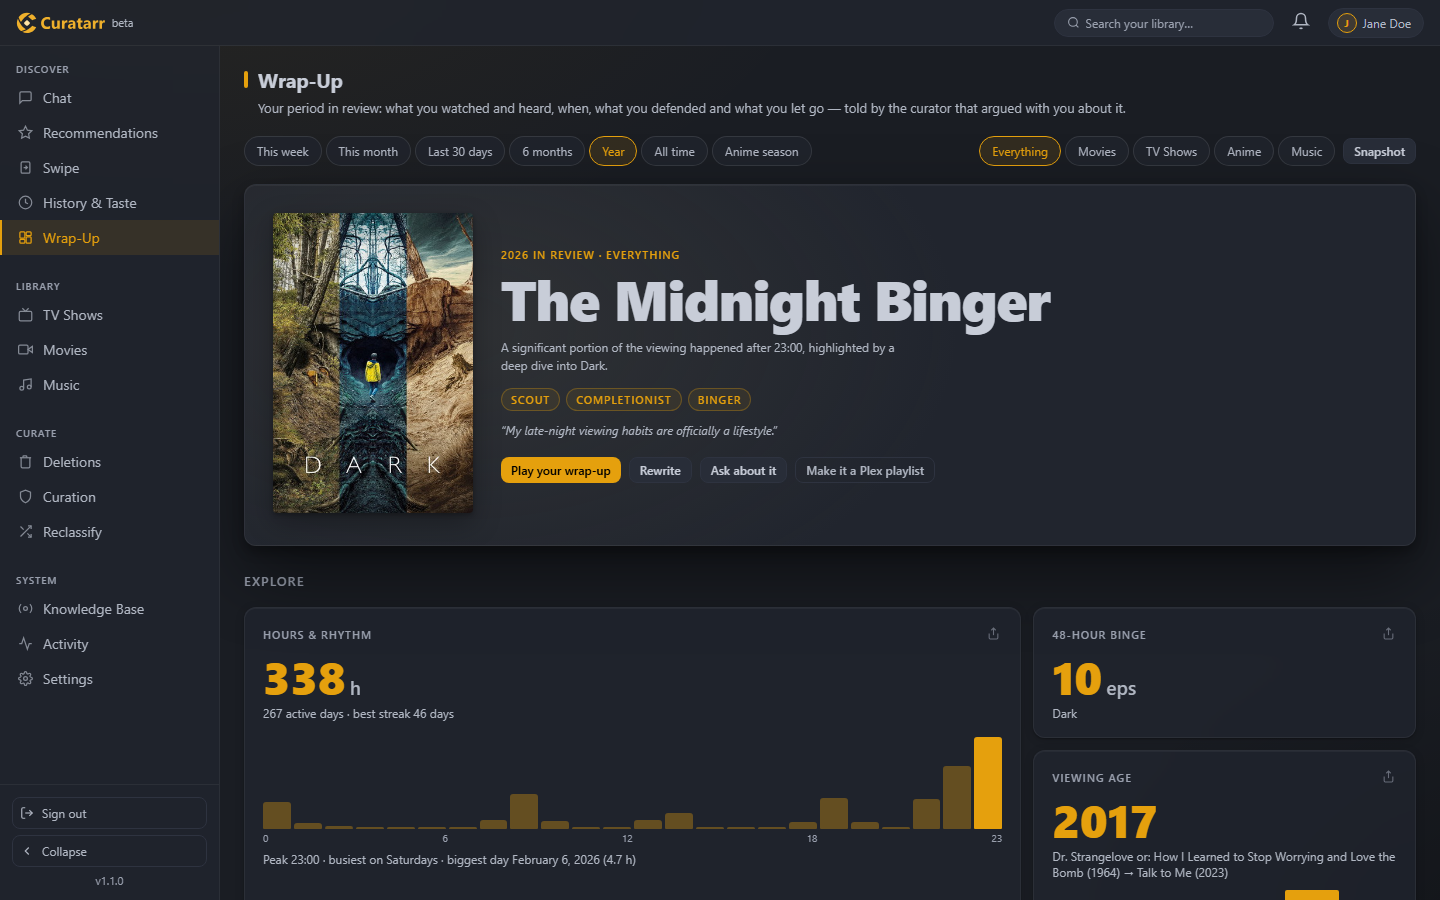 Curatarr beta
Search your library...
J Jane Doe
DISCOVER
Chat
Recommendations
Swipe
History & Taste
Wrap-Up
LIBRARY
TV Shows
Movies
Music
CURATE
Deletions
Curation
Reclassify
SYSTEM
Knowledge Base
Activity
Settings
Sign out
Collapse
v1.1.0
Wrap-Up
Your period in review: what you watched and heard, when, what you defended and what you let go — told by the curator that argued with you about it.
This week This month Last 30 days 6 months Year All time Anime season
Everything Movies TV Shows Anime Music Snapshot
DARK
2026 IN REVIEW · EVERYTHING
The Midnight Binger
A significant portion of the viewing happened after 23:00, highlighted by a
deep dive into Dark.
SCOUT COMPLETIONIST BINGER
“My late-night viewing habits are officially a lifestyle.”
Play your wrap-up Rewrite Ask about it Make it a Plex playlist
EXPLORE
HOURS & RHYTHM
338 h
267 active days · best streak 46 days
0 6 12 18 23
Peak 23:00 · busiest on Saturdays · biggest day February 6, 2026 (4.7 h)
48-HOUR BINGE
10 eps
Dark
VIEWING AGE
2017
Dr. Strangelove or: How I Learned to Stop Worrying and Love the
Bomb (1964) → Talk to Me (2023)